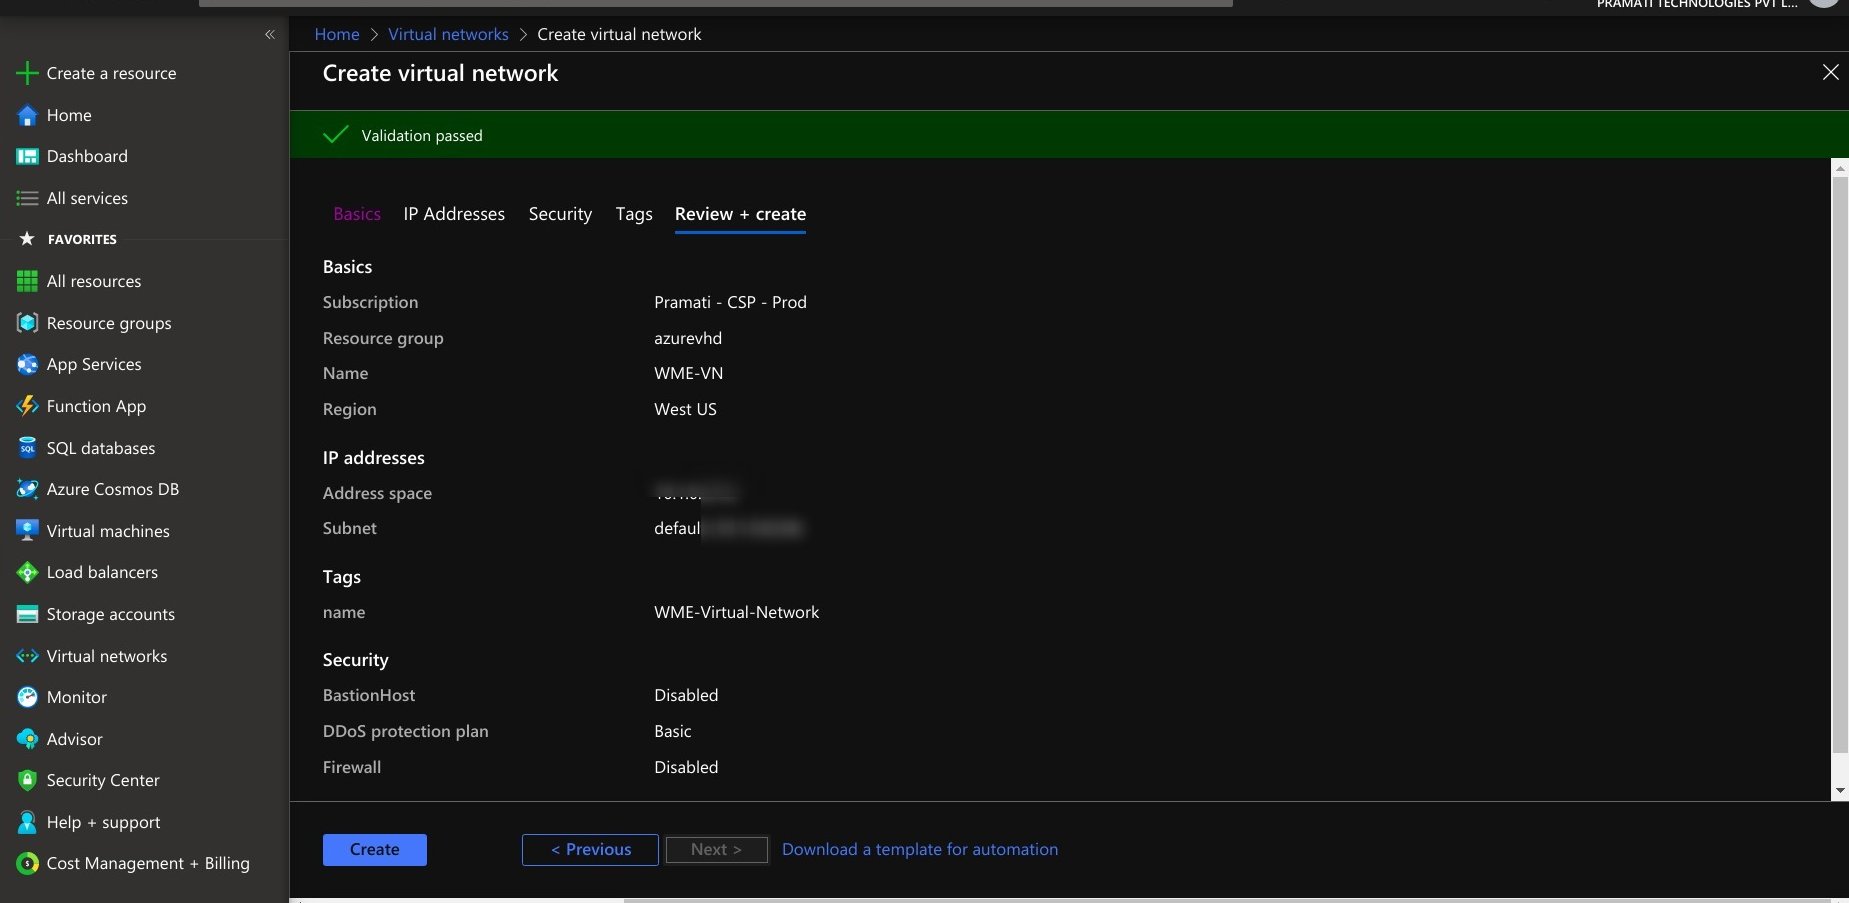 PRAMATI TECHNOLOGIES PVT L...
«
Home > Virtual networks > Create virtual network
Create a resource
Home
Dashboard
All services
FAVORITES
All resources
Resource groups
App Services
Function App
SQL databases
Azure Cosmos DB
Virtual machines
Load balancers
Storage accounts
Virtual networks
Monitor
Advisor
Security Center
Help + support
Cost Management + Billing
Create virtual network
Validation passed
Basics IP Addresses Security Tags Review + create
Basics
Subscription Pramati - CSP - Prod
Resource group azurevhd
Name WME-VN
Region West US
IP addresses
Address space
Subnet defaul
Tags
name WME-Virtual-Network
Security
BastionHost Disabled
DDoS protection plan Basic
Firewall Disabled
Create < Previous Next > Download a template for automation